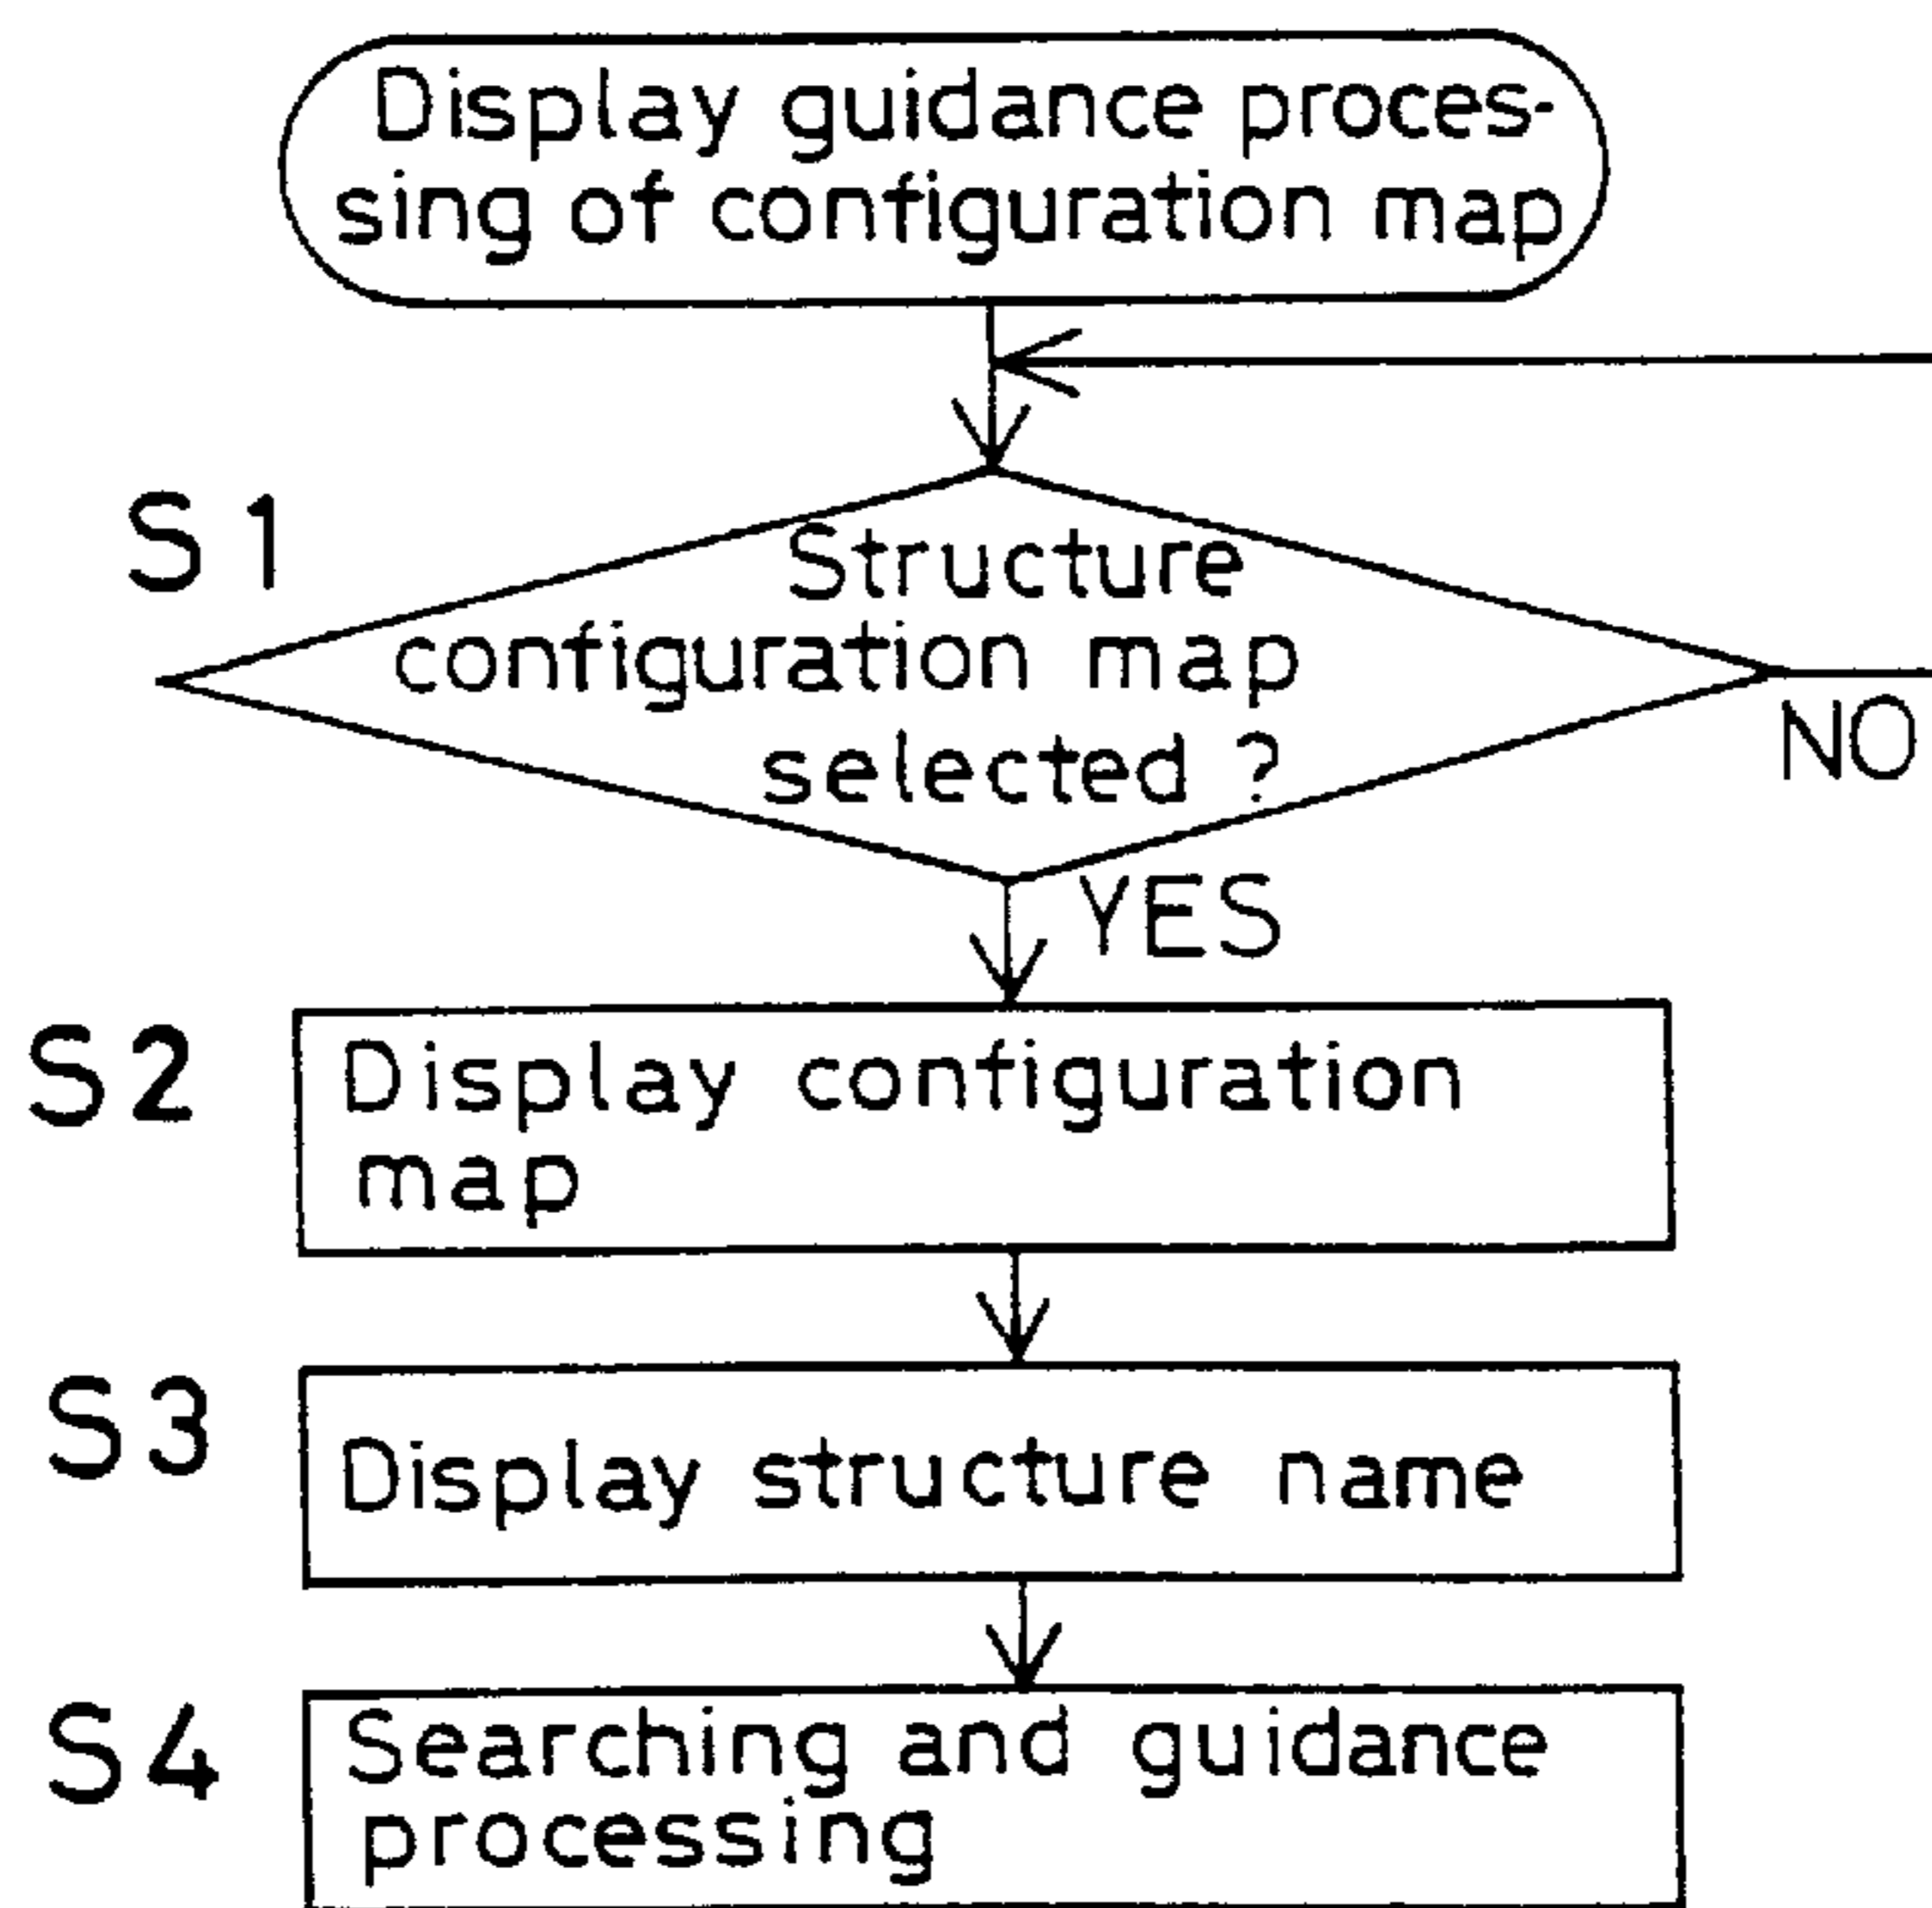 Display guidance proces-
sing of configuration map
S1
Structure
configuration map
selected ?
NO
YES
S2
Display configuration
map
S3
Display structure name
S4
Searching and guidance
processing